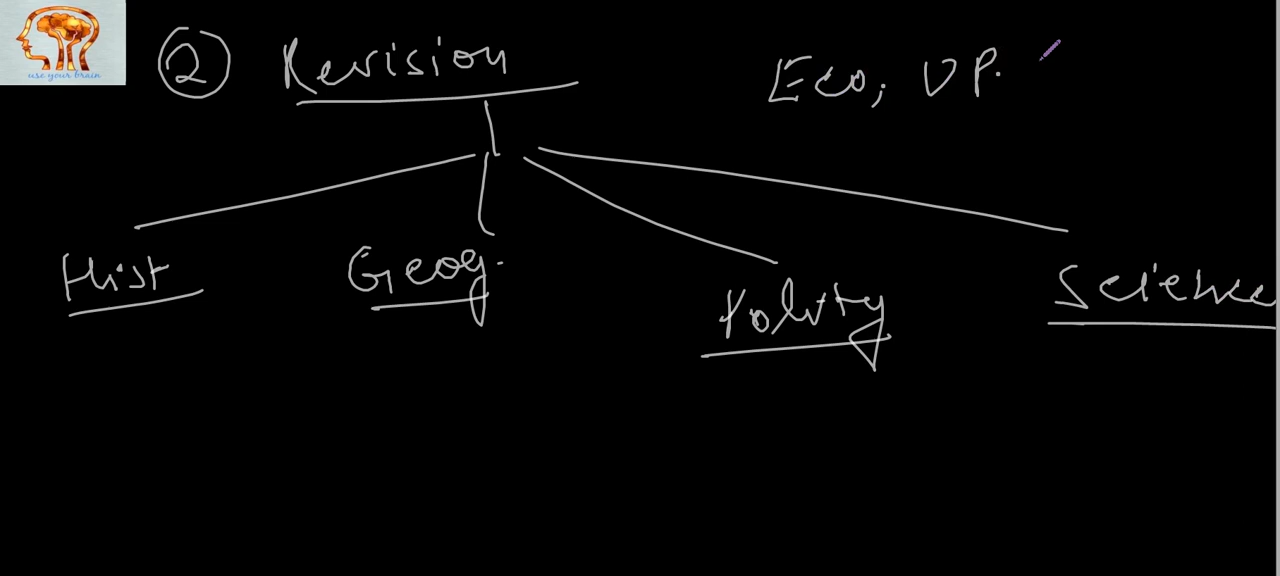 use your brain
② Revision
Eco, UP.
Hist
Geog.
Polity
Science